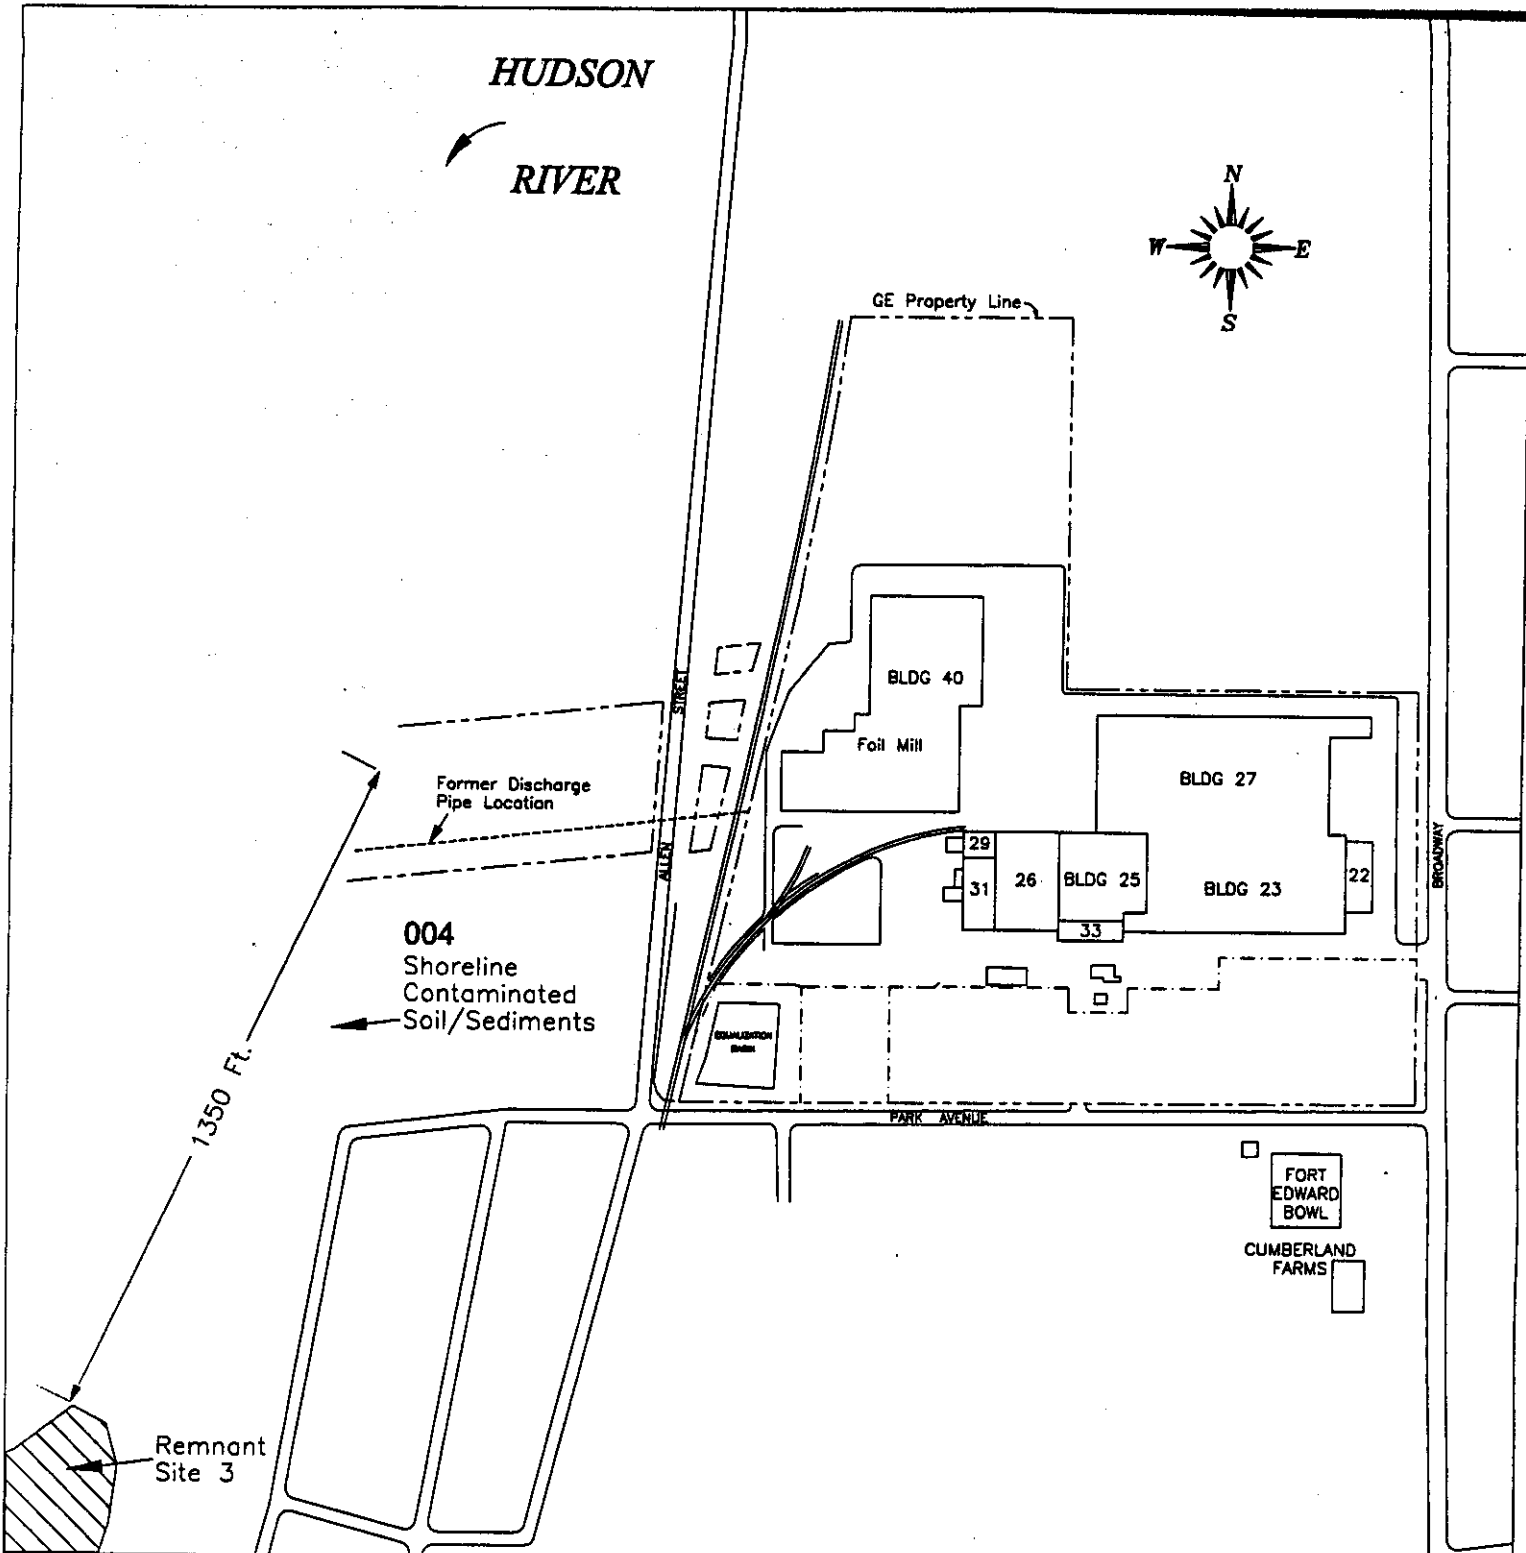 HUDSON
RIVER
N
W
E
S
GE Property Line
STREET
BLDG 40
Foil Mill
BLDG 27
Former Discharge
Pipe Location
ALLEN
29
31
26
BLDG 25
33
BLDG 23
22
BROADWAY
004
Shoreline
Contaminated
Soil/Sediments
EQUALIZATION
BASIN
1350 Ft.
PARK AVENUE
FORT
EDWARD
BOWL
CUMBERLAND
FARMS
Remnant
Site 3